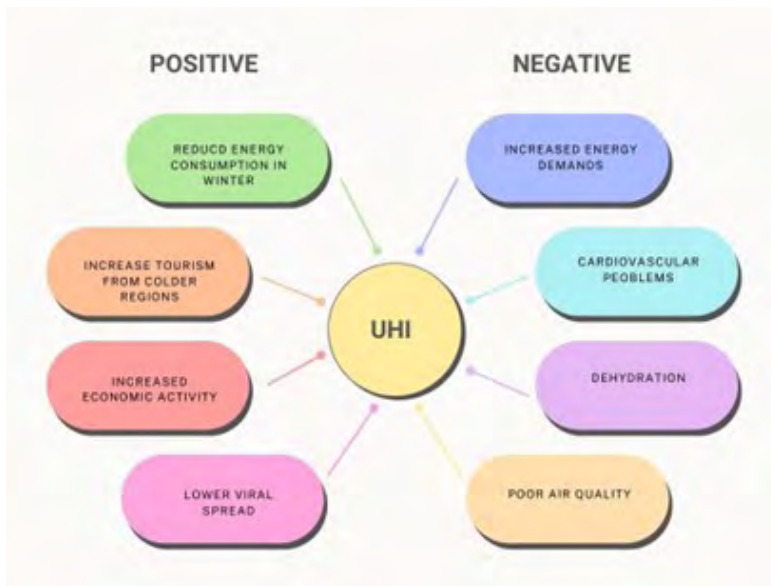 POSITIVE
NEGATIVE
REDUCD ENERGY
CONSUMPTION IN
WINTER
INCREASED ENERGY
DEMANDS
INCREASE TOURISM
FROM COLDER
REGIONS
CARDIOVASCULAR
PEOBLEMS
UHI
INCREASED
ECONOMIC ACTIVITY
DEHYDRATION
LOWER VIRAL
SPREAD
POOR AIR QUALITY